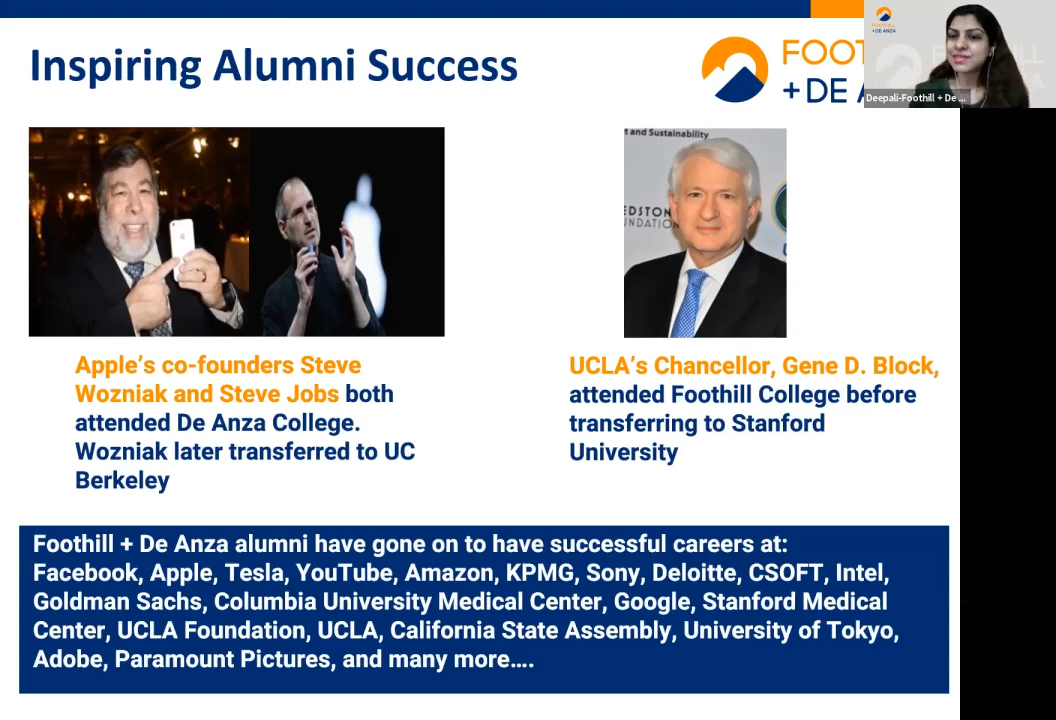 Inspiring Alumni Success
FOOT
+ DE A
FOOTHILL
+ DE ANZA
Deepali-Foothill + De ...
t and Sustainability
EDSTON
UNDATIO
Apple's co-founders Steve
Wozniak and Steve Jobs both
attended De Anza College.
Wozniak later transferred to UC
Berkeley
UCLA's Chancellor, Gene D. Block,
attended Foothill College before
transferring to Stanford
University
Foothill + De Anza alumni have gone on to have successful careers at:
Facebook, Apple, Tesla, YouTube, Amazon, KPMG, Sony, Deloitte, CSOFT, Intel,
Goldman Sachs, Columbia University Medical Center, Google, Stanford Medical
Center, UCLA Foundation, UCLA, California State Assembly, University of Tokyo,
Adobe, Paramount Pictures, and many more....